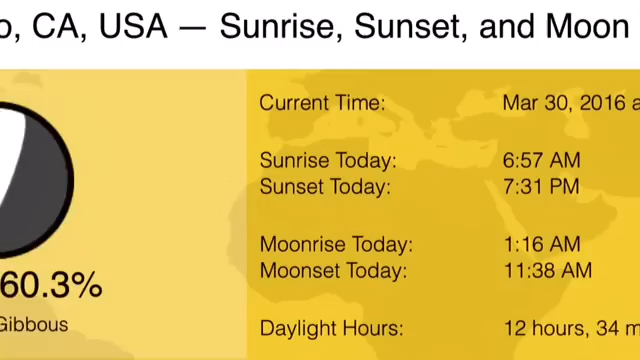 o, CA, USA — Sunrise, Sunset, and Moon
Current Time: Mar 30, 2016 a
Sunrise Today: 6:57 AM
Sunset Today: 7:31 PM
Moonrise Today: 1:16 AM
Moonset Today: 11:38 AM
60.3%
Gibbous
Daylight Hours: 12 hours, 34 m